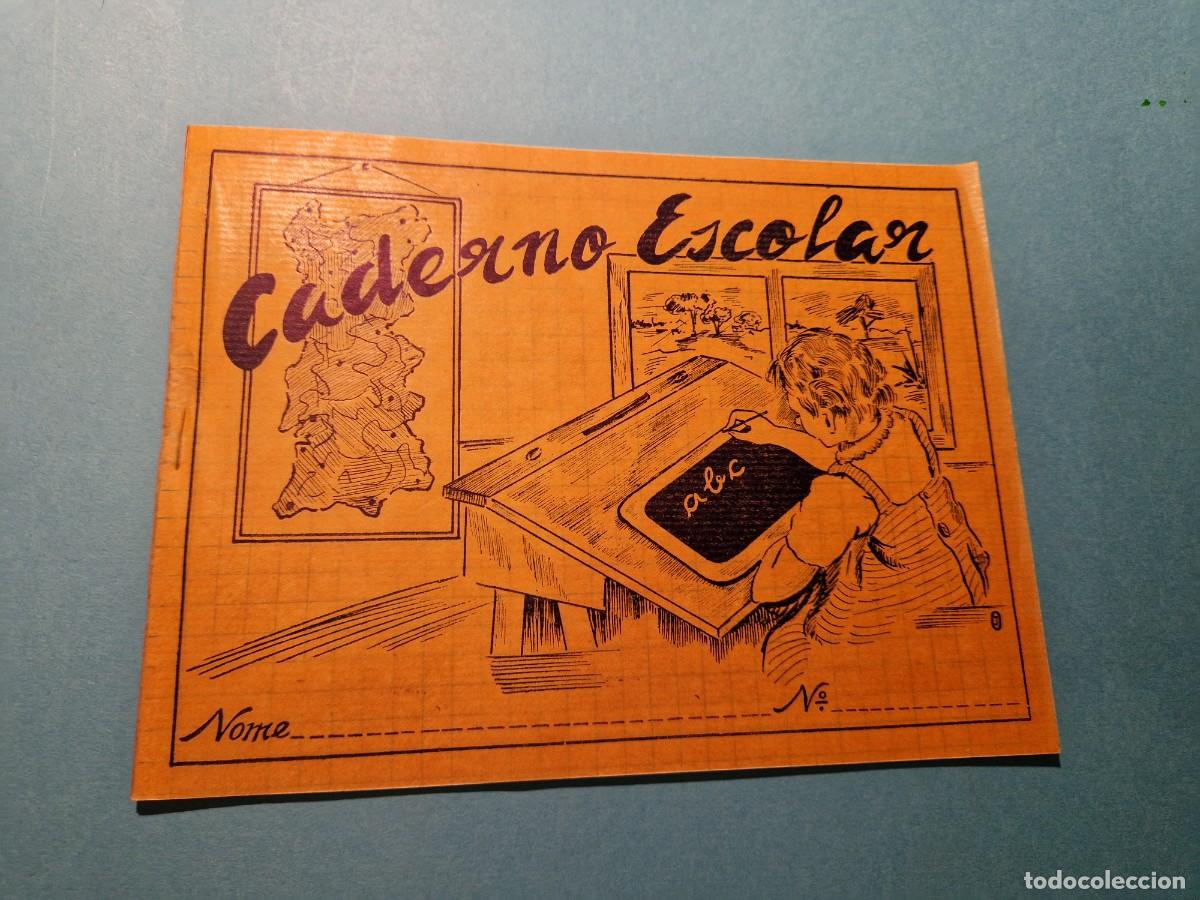 Caderno Escolar
abc
Nome
Nº
todocoleccion